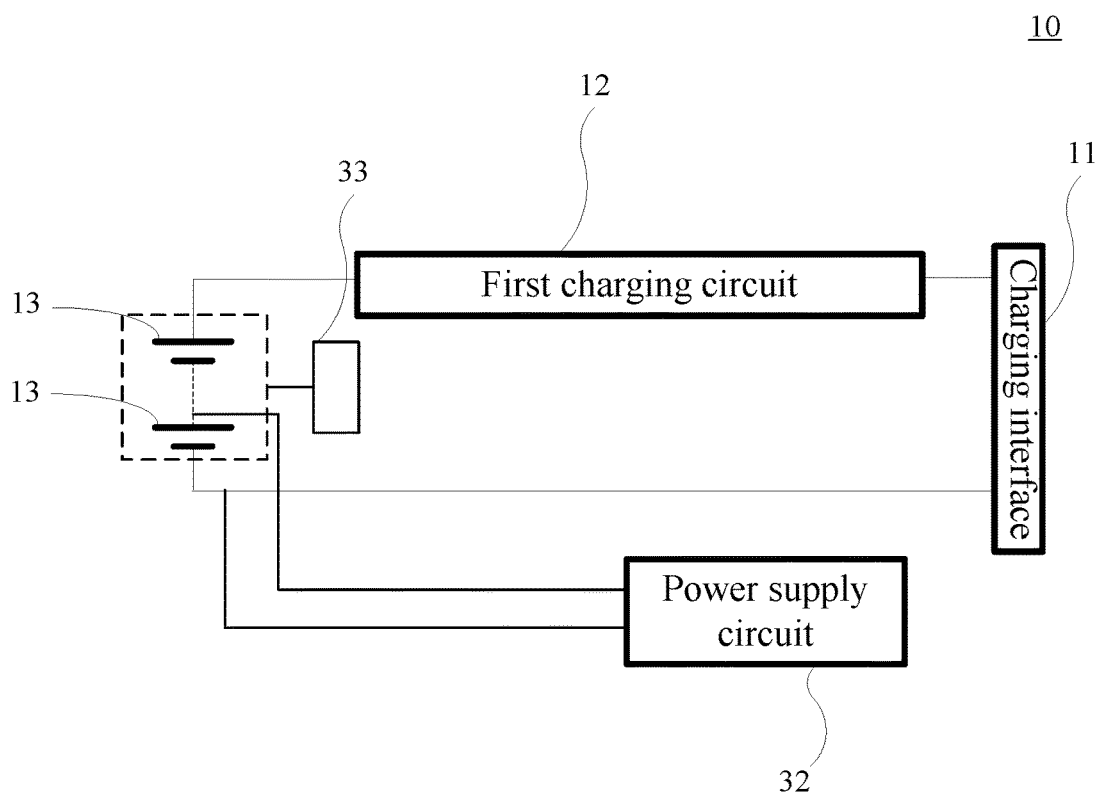 10
12
11
33
First charging circuit
Charging interface
13
13
Power supply
circuit
32